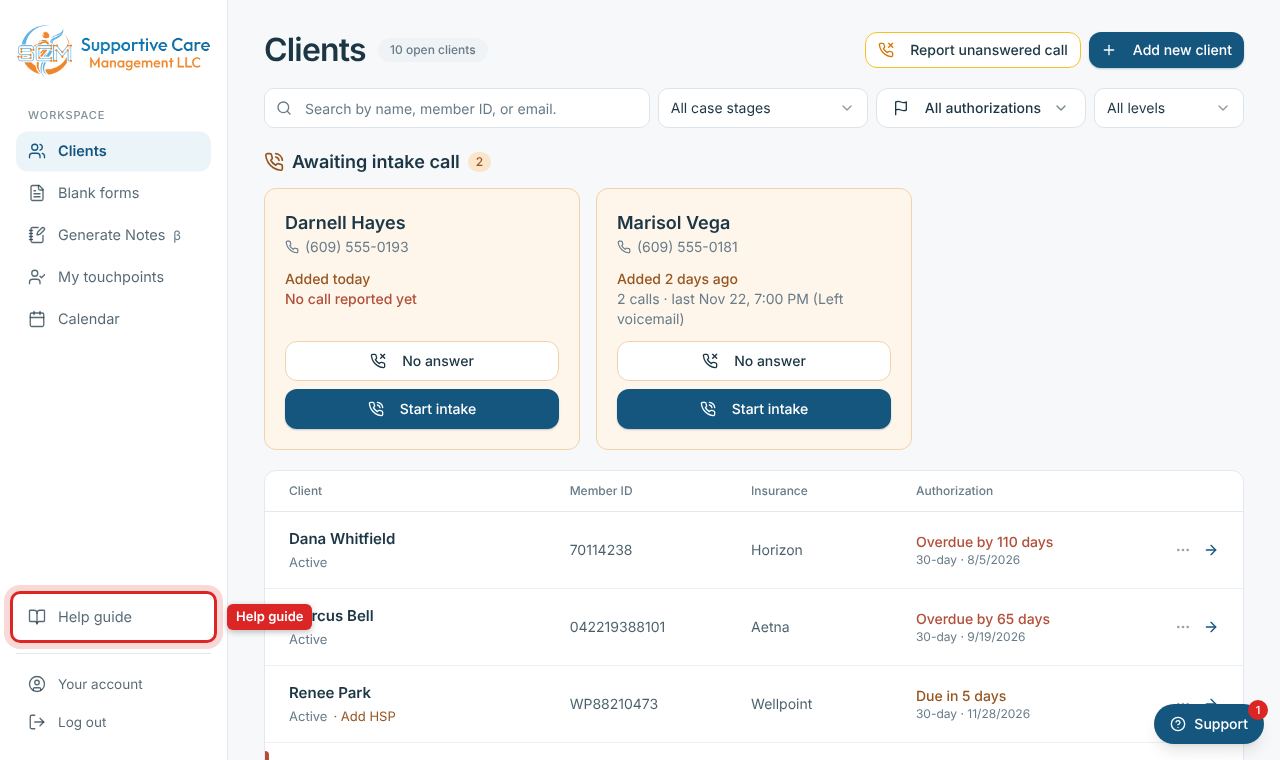 SCM
Supportive Care
Management LLC
WORKSPACE
Clients
Blank forms
Generate Notes β
My touchpoints
Calendar
Help guide
Help guide
Your account
Log out
Clients
10 open clients
Report unanswered call
Add new client
Search by name, member ID, or email.
All case stages
All authorizations
All levels
Awaiting intake call 2
Darnell Hayes
(609) 555-0193
Added today
No call reported yet
No answer
Start intake
Marisol Vega
(609) 555-0181
Added 2 days ago
2 calls · last Nov 22, 7:00 PM (Left
voicemail)
No answer
Start intake
Client Member ID Insurance Authorization
Dana Whitfield
Active
70114238
Horizon
Overdue by 110 days
30-day · 8/5/2026
rcus Bell
Active
042219388101
Aetna
Overdue by 65 days
30-day · 9/19/2026
Renee Park
Active · Add HSP
WP88210473
Wellpoint
Due in 5 days
30-day · 11/28/2026
Support
1